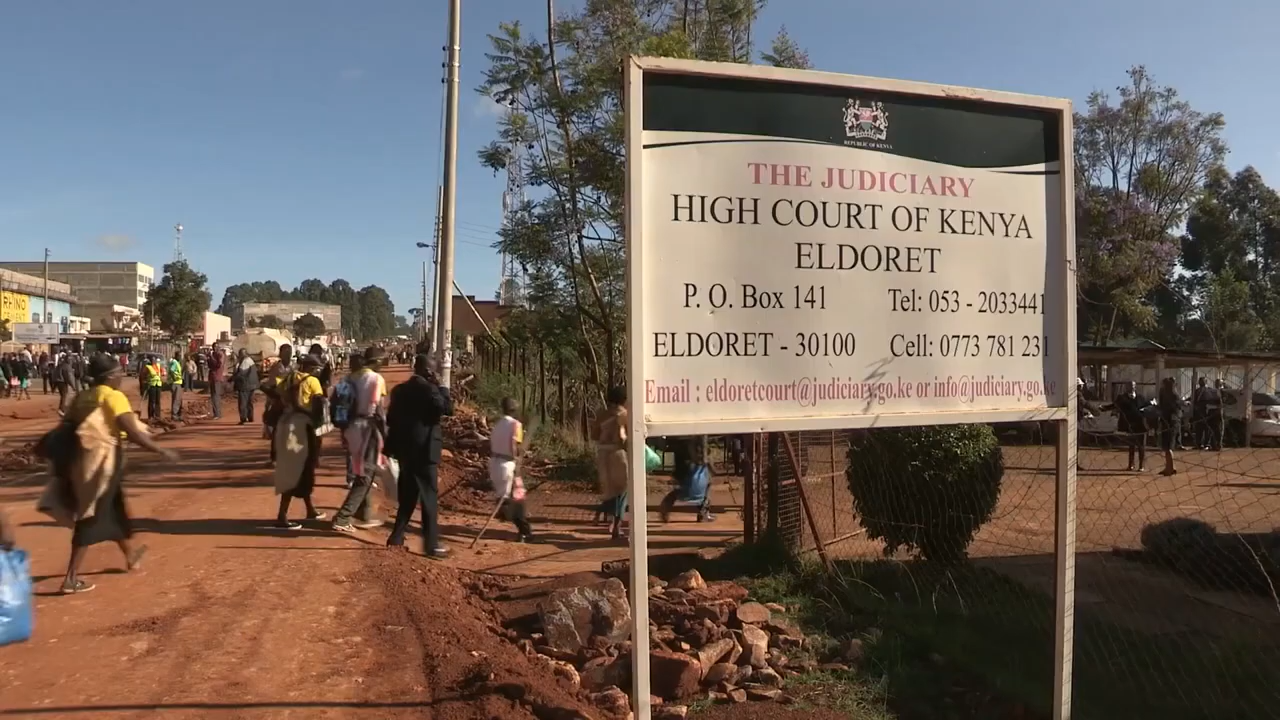 REPUBLIC OF KENYA
THE JUDICIARY
HIGH COURT OF KENYA
ELDORET
P. O. Box 141 Tel: 053 - 2033441
ELDORET - 30100 Cell: 0773 781 231
Email : eldoretcourt@judiciary.go.ke or info@judiciary.go.ke
RHINO